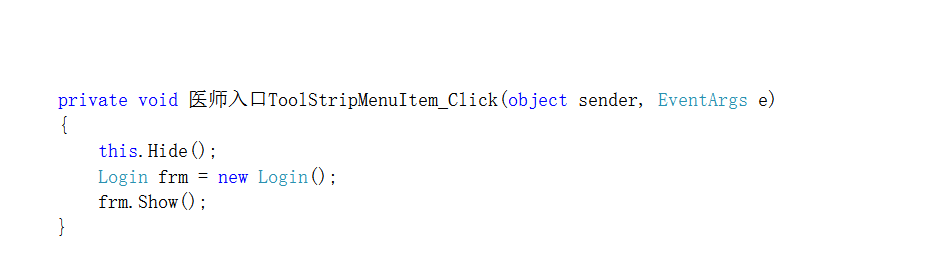 private void 医师入口ToolStripMenuItem_Click(object sender, EventArgs e)
{
    this.Hide();
    Login frm = new Login();
    frm.Show();
}